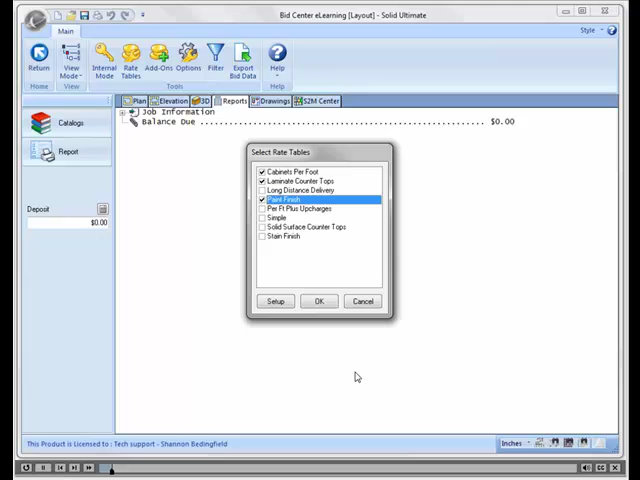 Bid Center eLearning [Layout] - Solid Ultimate
Main
Style
Return
View Mode
Internal Mode
Rate Tables
Add-Ons
Options
Filter
Export Bid Data
Help
Home
View
Tools
Help
Plan
Elevation
3D
Reports
Drawings
S2M Center
Catalogs
Report
Deposit
$0.00
Job Information
Balance Due ................................................ $0.00
Select Rate Tables
Cabinets Per Foot
Laminate Counter Tops
Long Distance Delivery
Paint Finish
Per Ft Plus Upcharges
Simple
Solid Surface Counter Tops
Stain Finish
Setup
OK
Cancel
This Product is Licensed to : Tech support - Shannon Bedingfield
Inches
CC